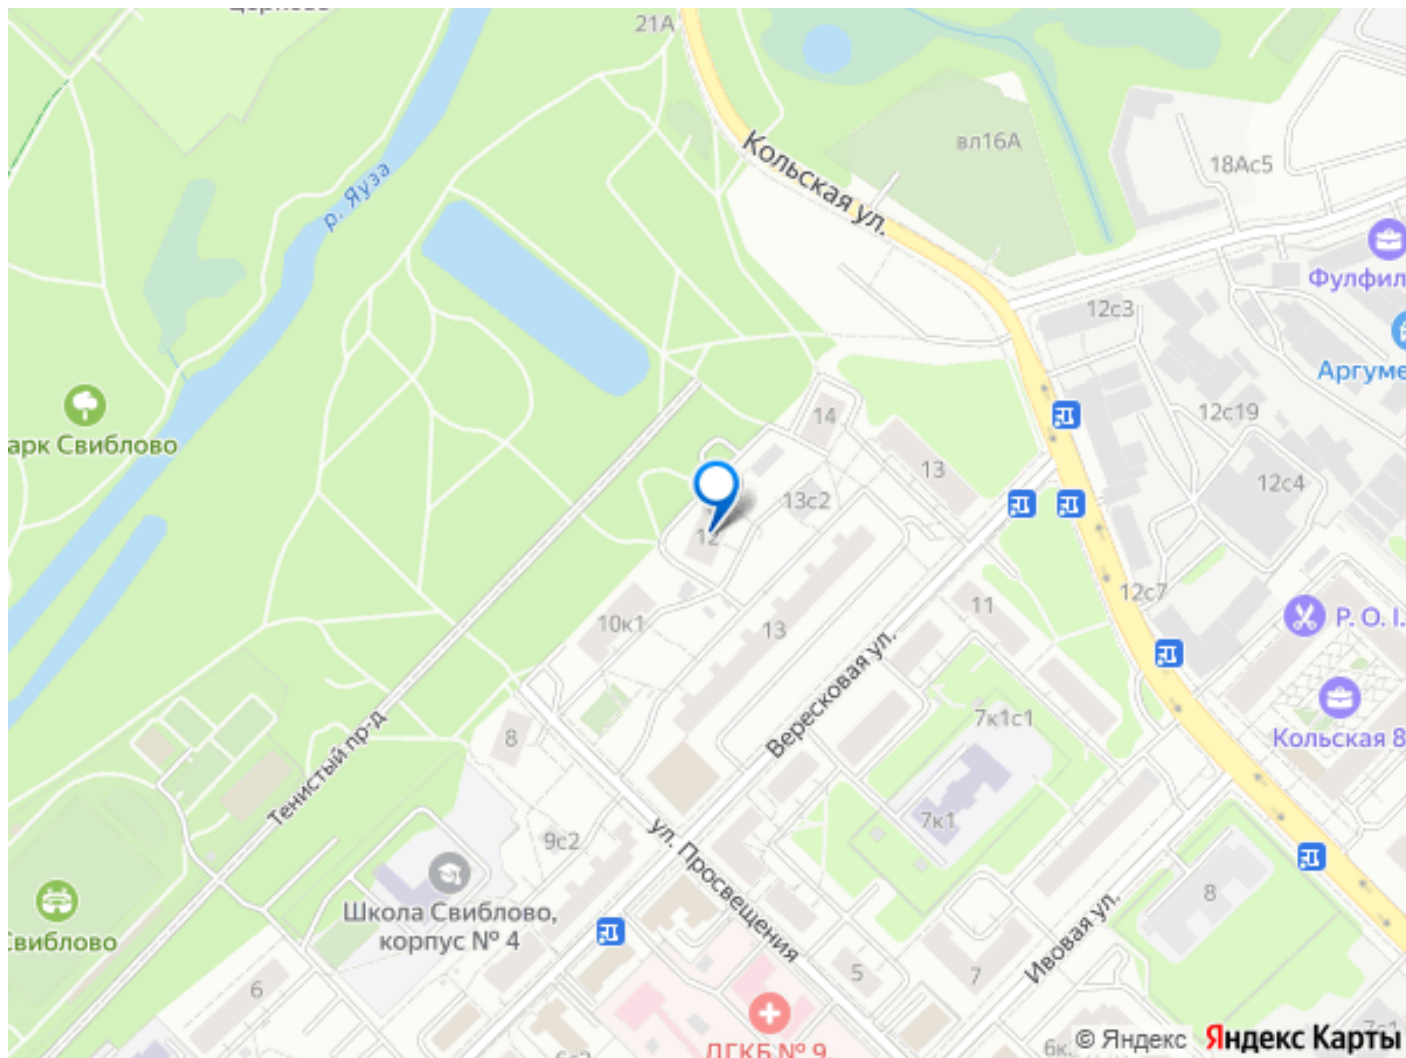 21А
р. Яуза
Кольская ул.
вл16А
18Ас5
Фулфил
12с3
Аргуме
12с19
14
13
12с4
арк Свиблово
13с2
12
12с7
11
10к1
13
Р. О. I.
Вересковая ул.
7к1с1
8
Кольская 8
Тенистый пр-д
7к1
9с2
ул. Просвещения
8
Школа Свиблово,
корпус № 4
Ивовая ул.
Свиблово
5
7
6
ДГКБ № 9,
© Яндекс Яндекс Карты